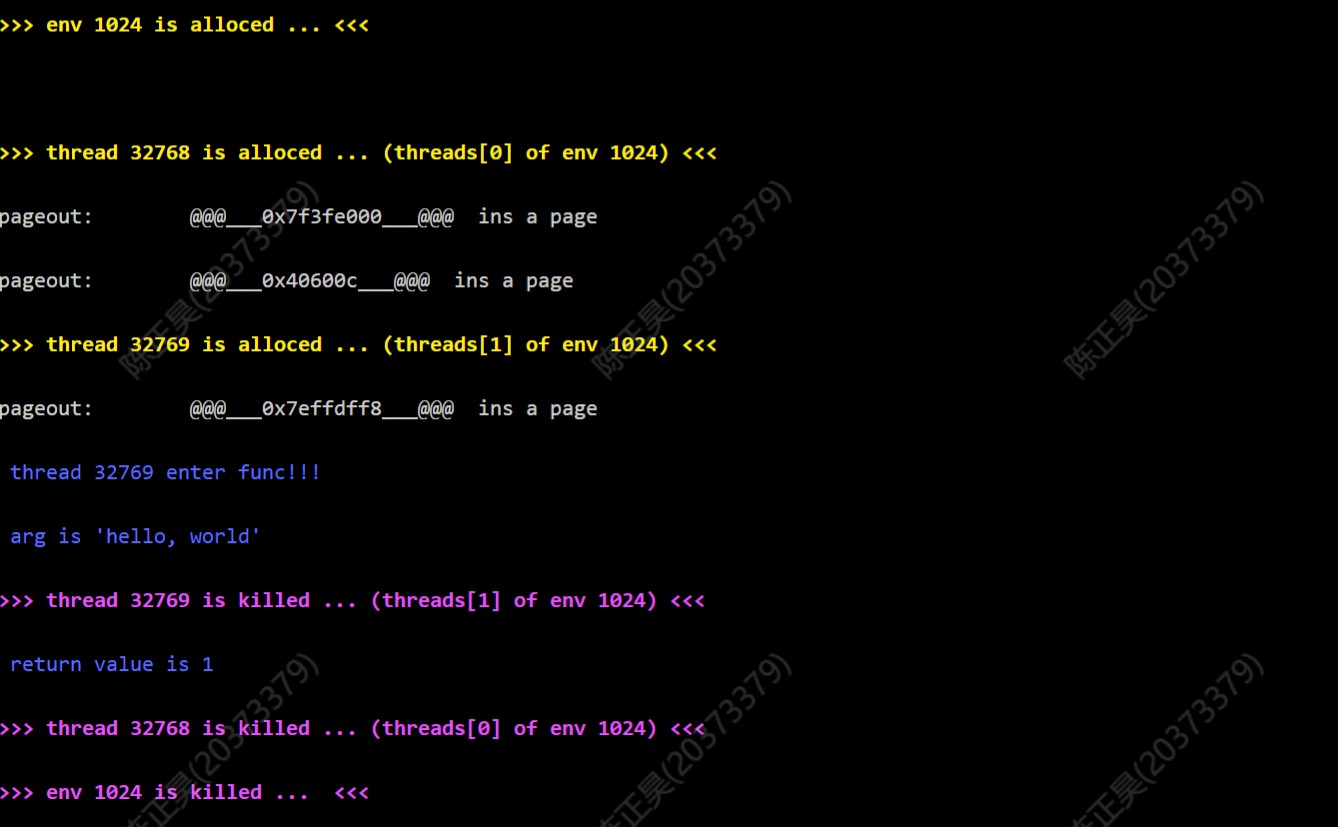 >>> env 1024 is alloced ... <<<
>>> thread 32768 is alloced ... (threads[0] of env 1024) <<<
pageout:        @@@___0x7f3fe000___@@@  ins a page
pageout:        @@@___0x40600c___@@@  ins a page
>>> thread 32769 is alloced ... (threads[1] of env 1024) <<<
pageout:        @@@___0x7effdff8___@@@  ins a page
thread 32769 enter func!!!
arg is 'hello, world'
>>> thread 32769 is killed ... (threads[1] of env 1024) <<<
return value is 1
>>> thread 32768 is killed ... (threads[0] of env 1024) <<<
>>> env 1024 is killed ...  <<<
陈正昊(20373379)
陈正昊(20373379)
陈正昊(20373379)
陈正昊(20373379)
陈正昊(20373379)
陈正昊(20373379)